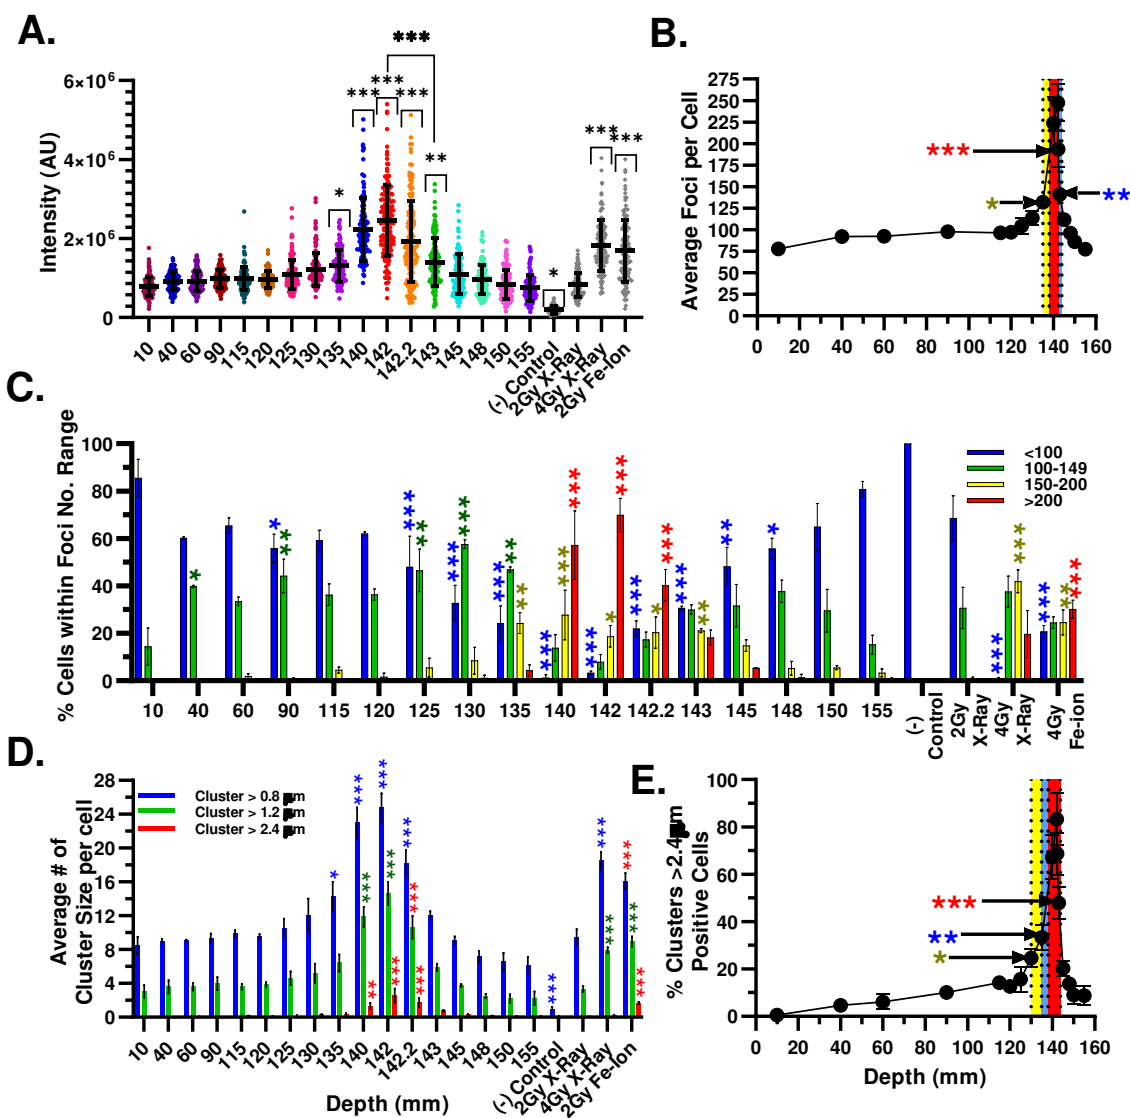 A.
Intensity (AU)
6×10⁶
4×10⁶
2×10⁶
0
***
***
***
***
*
**
*
***
***
10 40 60 90 115 120 125 130 135 140 142 142.2 143 145 148 150 155 (-) Control 2Gy X-Ray 4Gy X-Ray 2Gy Fe-Ion
B.
Average Foci per Cell
275
250
225
200
175
150
125
100
75
50
25
0
***
*
**
0 20 40 60 80 100 120 140 160
C.
% Cells within Foci No. Range
100
80
60
40
20
0
<100
100-149
150-200
>200
* * ** *** ** *** *** *** ** ** *** *** *** *** * *** *** * *** *** ** ** * *** *** *** ** ***
10 40 60 90 115 120 125 130 135 140 142 142.2 143 145 148 150 155 (-) Control 2Gy X-Ray 4Gy X-Ray 4Gy Fe-ion
D.
Average # of
Cluster Size per cell
28
24
20
16
12
8
4
0
Cluster > 0.8 μm
Cluster > 1.2 μm
Cluster > 2.4 μm
* *** *** ** *** *** *** *** *** *** *** *** *** *** *** ***
10 40 60 90 115 120 125 130 135 140 142 142.2 143 145 148 150 155 (-) Control 2Gy X-Ray 4Gy X-Ray 2Gy Fe-Ion
Depth (mm)
E.
% Clusters >2.4μm
Positive Cells
100
80
60
40
20
0
***
**
*
0 20 40 60 80 100 120 140 160
Depth (mm)